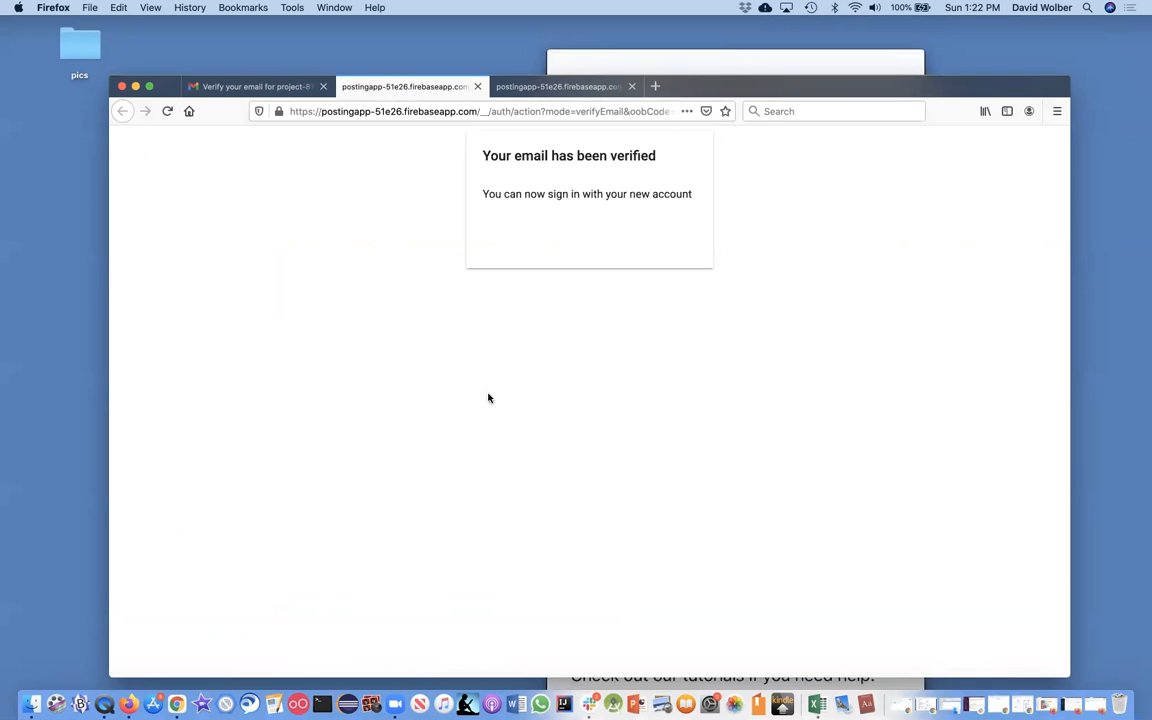 Firefox File Edit View History Bookmarks Tools Window Help 100% Sun 1:22 PM David Wolber
pics
Verify your email for project-8 postingapp-51e26.firebaseapp.com postingapp-51e26.firebaseapp.com
https://postingapp-51e26.firebaseapp.com/__/auth/action?mode=verifyEmail&oobCode= Search
Your email has been verified
You can now sign in with your new account
Check out our tutorials if you need help.